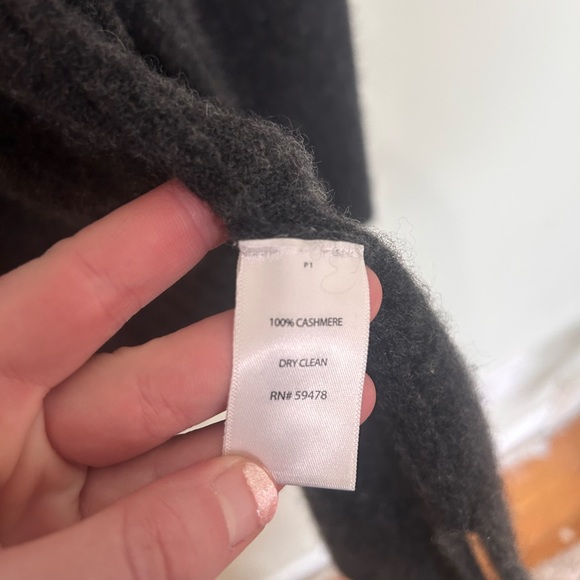 P1
100% CASHMERE
DRY CLEAN
RN# 59478